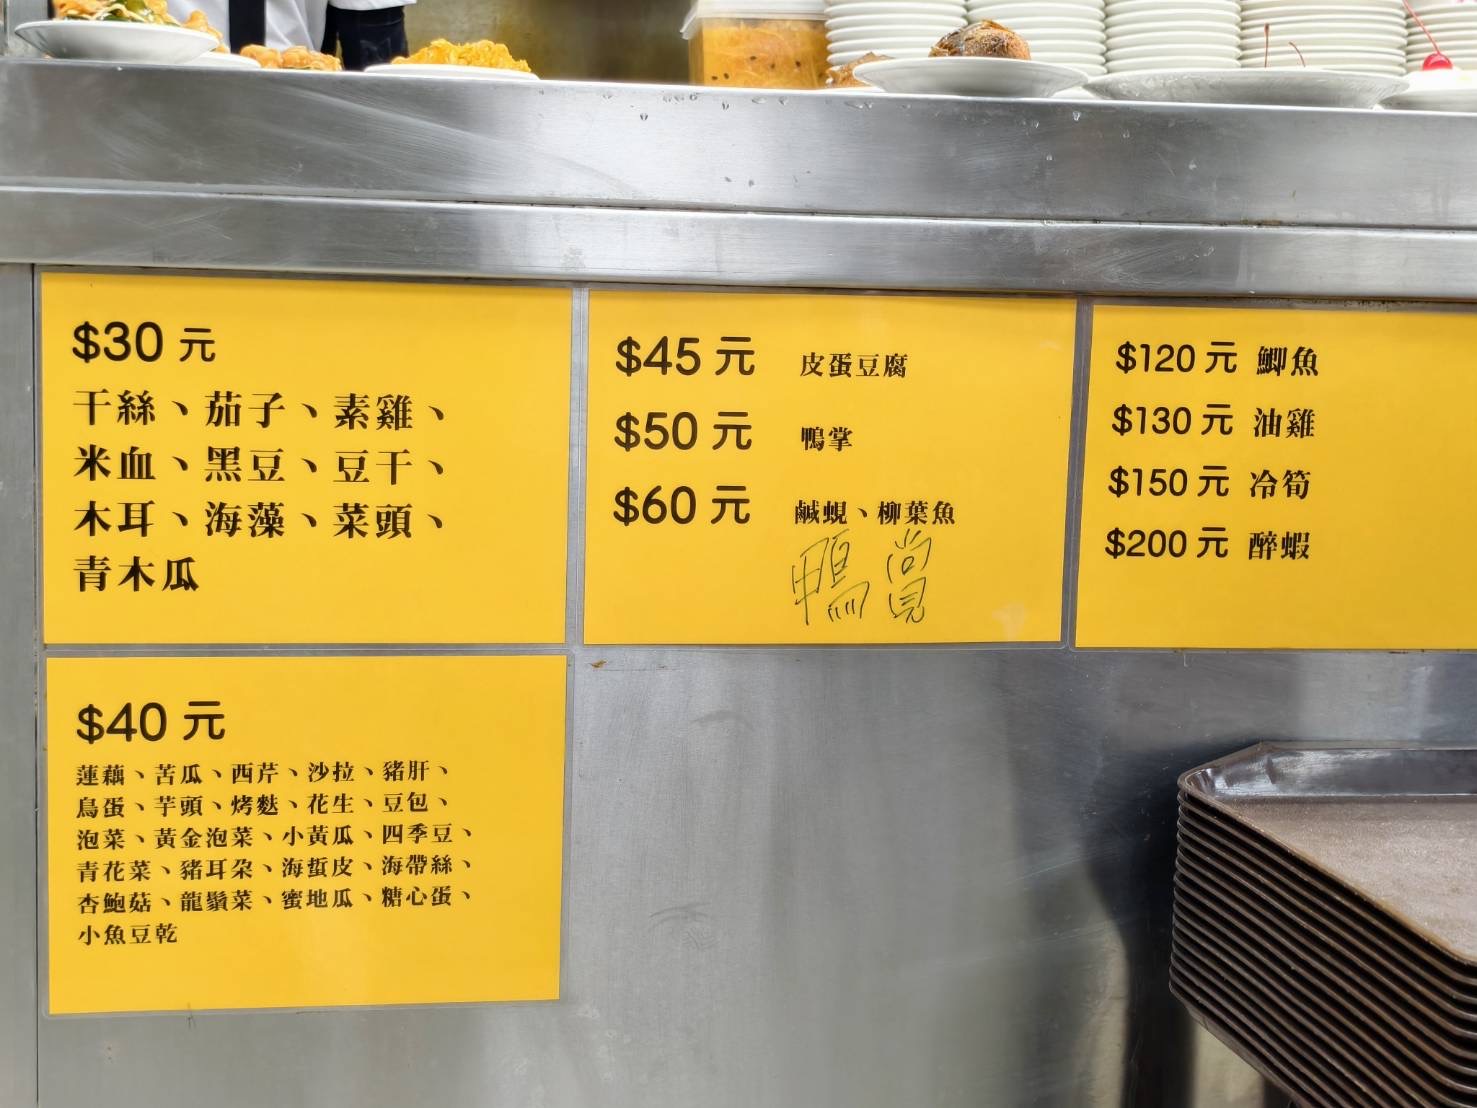 $30 元
干絲、茄子、素雞、
米血、黑豆、豆干、
木耳、海藻、菜頭、
青木瓜
$40 元
蓮藕、苦瓜、西芹、沙拉、豬肝、
鳥蛋、芋頭、烤麩、花生、豆包、
泡菜、黃金泡菜、小黃瓜、四季豆、
青花菜、豬耳朵、海蜇皮、海帶絲、
杏鮑菇、龍鬚菜、蜜地瓜、糖心蛋、
小魚豆乾
$45 元 皮蛋豆腐
$50 元 鴨掌
$60 元 鹹蜆、柳葉魚
鴨賞
$120 元 鯽魚
$130 元 油雞
$150 元 冷筍
$200 元 醉蝦